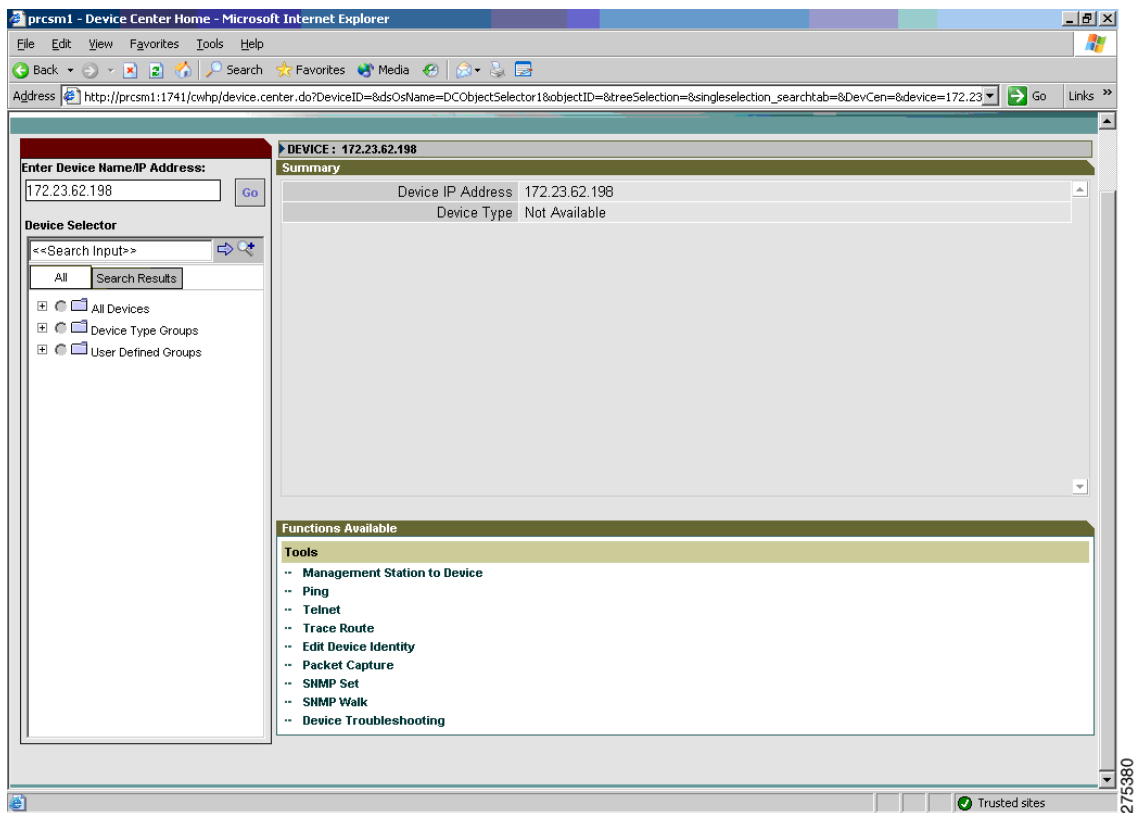 prcsm1 - Device Center Home - Microsoft Internet Explorer
File Edit View Favorites Tools Help
Back Search Favorites Media
Address http://prcsm1:1741/cwhp/device.center.do?DeviceID=&dsOsName=DCObjectSelector1&objectID=&treeSelection=&singleselection_searchtab=&DevCen=&device=172.23 Go Links »
DEVICE : 172.23.62.198
Enter Device Name/IP Address:
172.23.62.198 Go
Device Selector
<<Search Input>>
All Search Results
All Devices
Device Type Groups
User Defined Groups
Summary
Device IP Address 172.23.62.198
Device Type Not Available
Functions Available
Tools
Management Station to Device
Ping
Telnet
Trace Route
Edit Device Identity
Packet Capture
SNMP Set
SNMP Walk
Device Troubleshooting
Trusted sites
275380